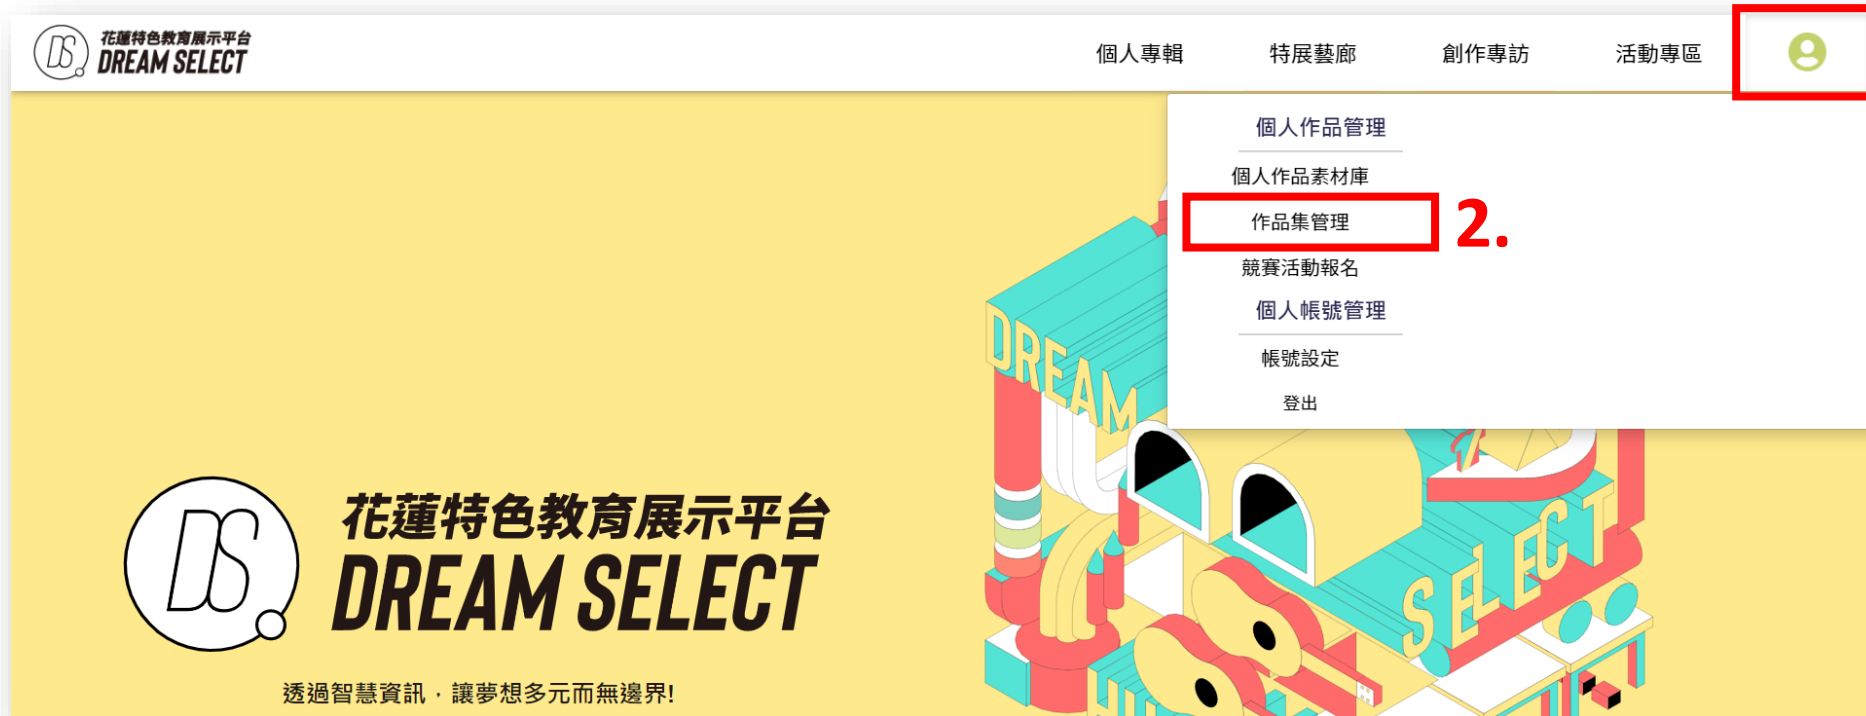 花蓮特色教育展示平台
DREAM SELECT
個人專輯 特展藝廊 創作專訪 活動專區
個人作品管理
個人作品素材庫
作品集管理 2.
競賽活動報名
個人帳號管理
帳號設定
登出
DREAM
SELECT
花蓮特色教育展示平台
DREAM SELECT
透過智慧資訊，讓夢想多元而無邊界!